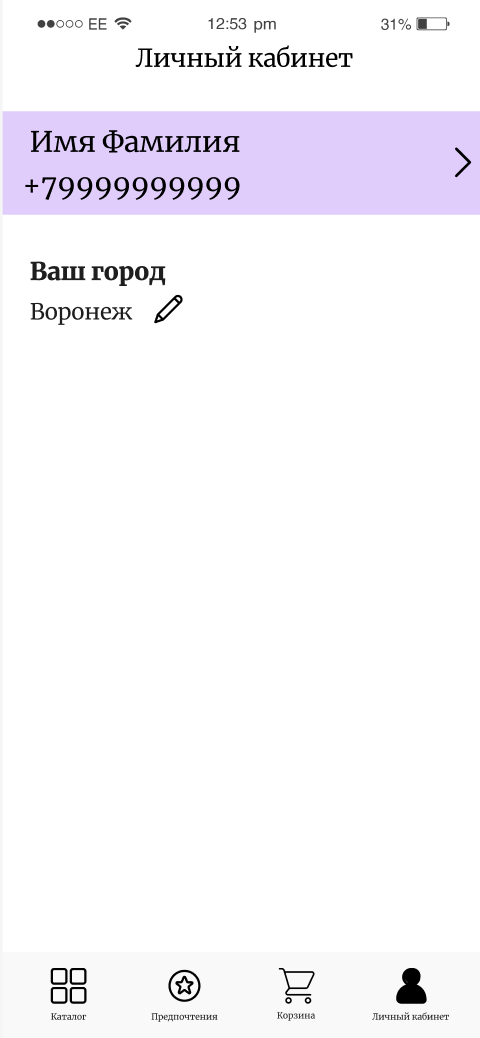 EE 12:53 pm 31%
Личный кабинет
Имя Фамилия
+79999999999
Ваш город
Воронеж
Каталог Предпочтения Корзина Личный кабинет